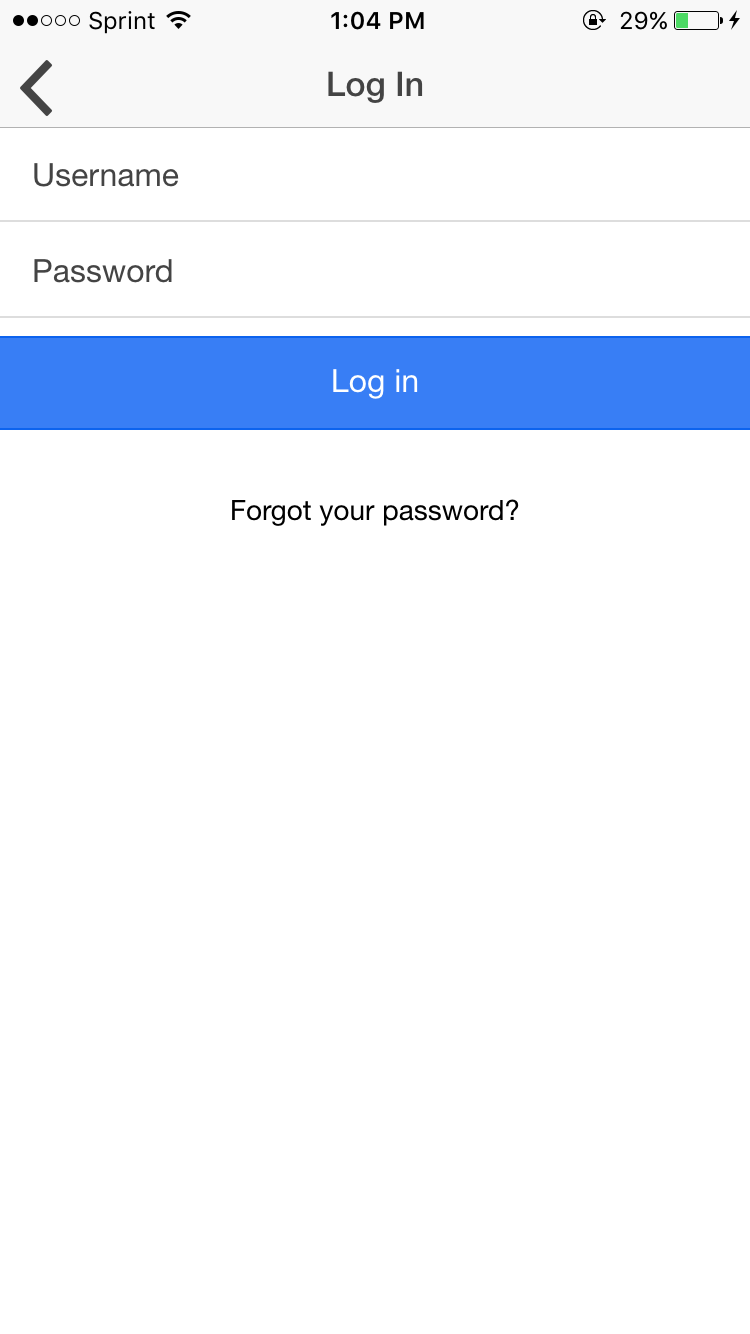 Sprint 1:04 PM 29%
Log In
Username
Password
Log in
Forgot your password?